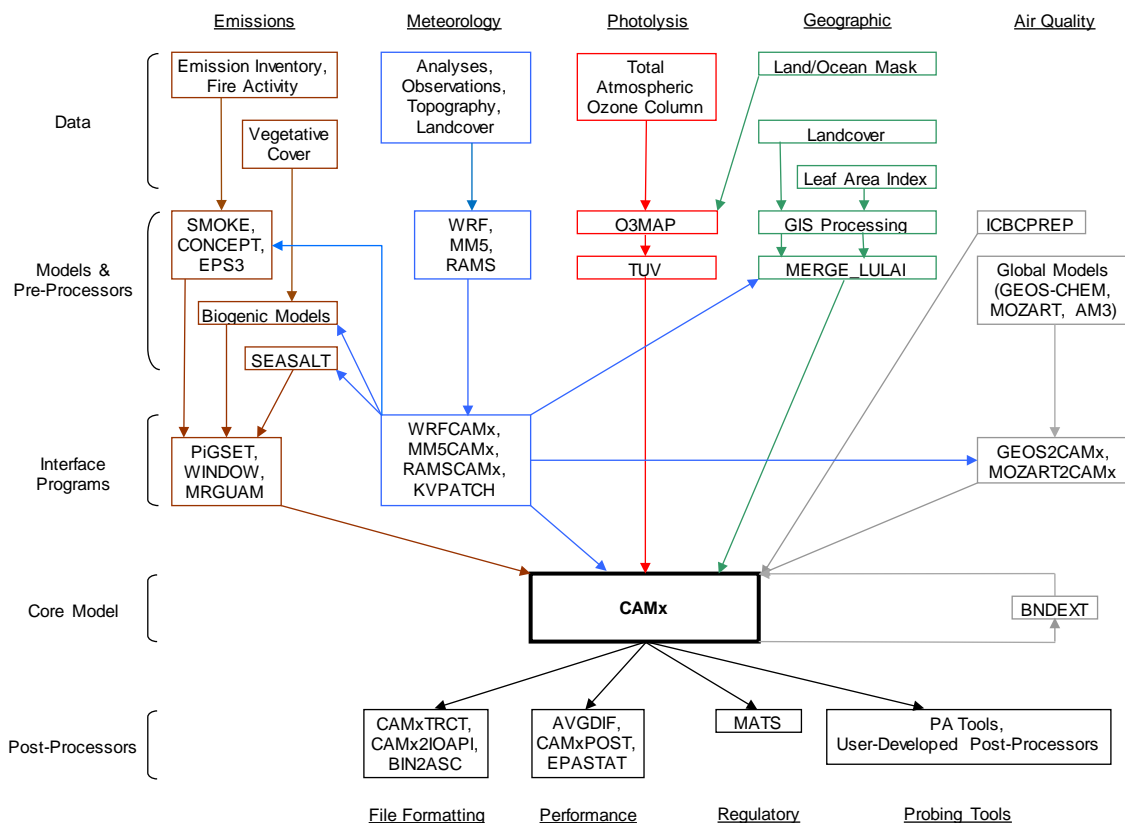 Emissions
Meteorology
Photolysis
Geographic
Air Quality
Data
Emission Inventory,
Fire Activity
Analyses,
Observations,
Topography,
Landcover
Total
Atmospheric
Ozone Column
Land/Ocean Mask
Vegetative
Cover
Landcover
Leaf Area Index
Models &
Pre-Processors
SMOKE,
CONCEPT,
EPS3
WRF,
MM5,
RAMS
O3MAP
GIS Processing
ICBCPREP
TUV
MERGE_LULAI
Global Models
(GEOS-CHEM,
MOZART, AM3)
Biogenic Models
SEASALT
Interface
Programs
PiGSET,
WINDOW,
MRGUAM
WRFCAMx,
MM5CAMx,
RAMSCAMx,
KVPATCH
GEOS2CAMx,
MOZART2CAMx
Core Model
CAMx
BNDEXT
Post-Processors
CAMxTRCT,
CAMx2IOAPI,
BIN2ASC
AVGDIF,
CAMxPOST,
EPASTAT
MATS
PA Tools,
User-Developed Post-Processors
File Formatting
Performance
Regulatory
Probing Tools